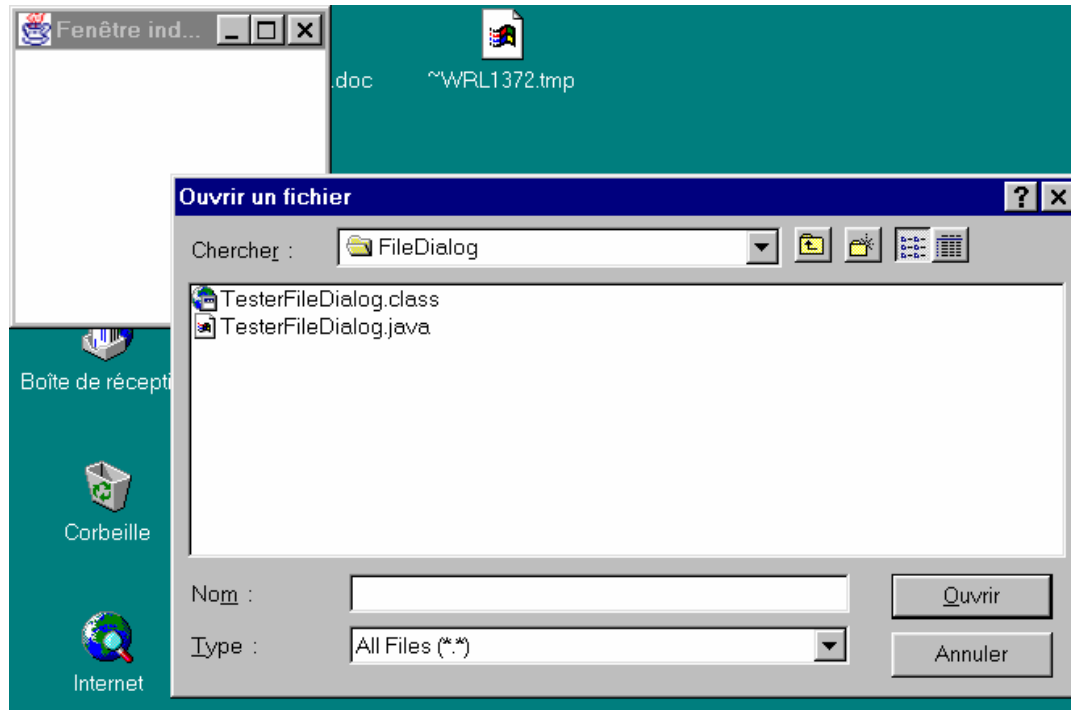 Fenêtre ind...
.doc
~WRL1372.tmp
Ouvrir un fichier
Chercher :
FileDialog
TesterFileDialog.class
TesterFileDialog.java
Boîte de récepti
Corbeille
Nom :
Ouvrir
Type :
All Files (*.*)
Annuler
Internet